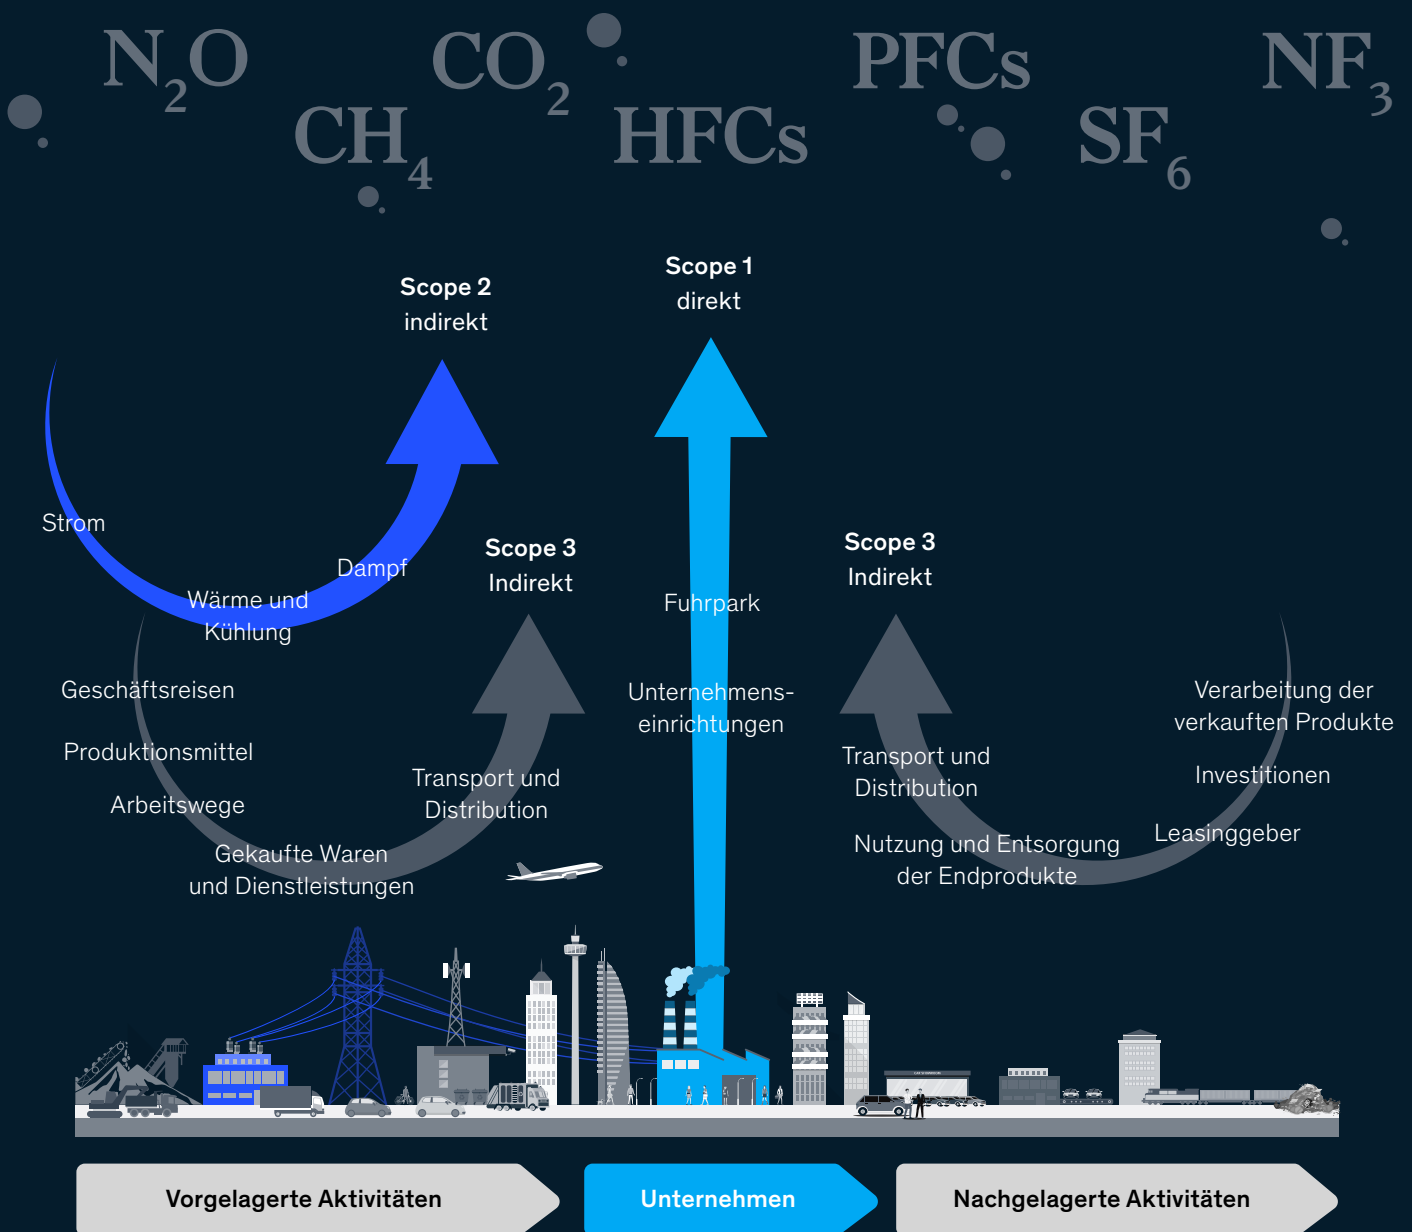 N₂O
CO₂
PFCs
NF₃
CH₄
HFCs
SF₆
Scope 2
indirekt
Scope 1
direkt
Strom
Wärme und
Kühlung
Dampf
Scope 3
Indirekt
Geschäftsreisen
Produktionsmittel
Arbeitswege
Gekaufte Waren
und Dienstleistungen
Transport und
Distribution
Fuhrpark
Unternehmens-
einrichtungen
Scope 3
Indirekt
Transport und
Distribution
Nutzung und Entsorgung
der Endprodukte
Verarbeitung der
verkauften Produkte
Investitionen
Leasinggeber
Vorgelagerte Aktivitäten
Unternehmen
Nachgelagerte Aktivitäten